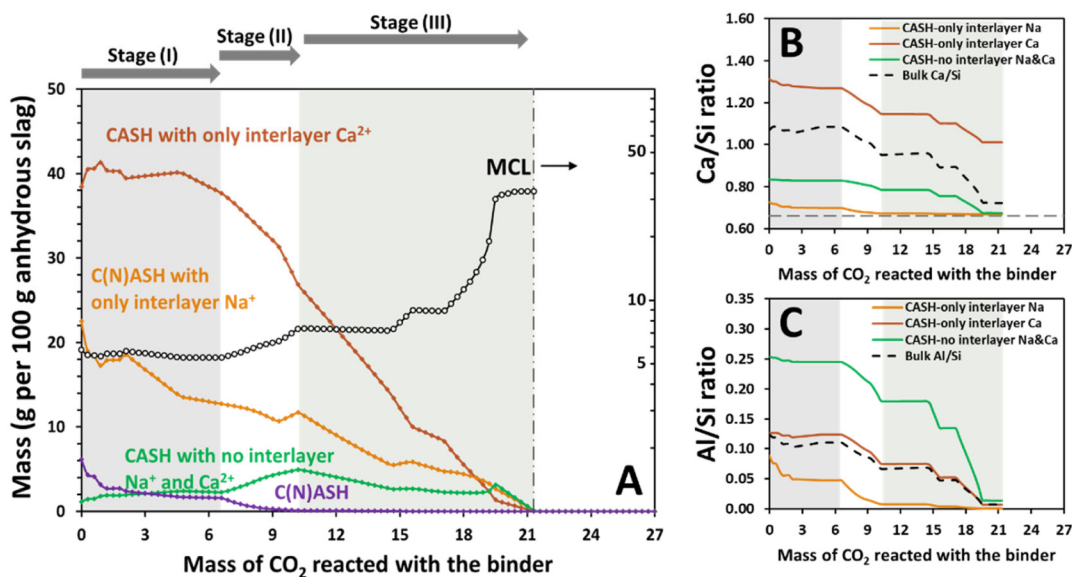 Stage (I)
Stage (II)
Stage (III)
50
40
30
20
10
0
Mass (g per 100 g anhydrous slag)
CASH with only interlayer Ca²⁺
MCL
C(N)ASH with
only interlayer Na⁺
CASH with no interlayer
Na⁺ and Ca²⁺
C(N)ASH
A
50
10
5
0 3 6 9 12 15 18 21 24 27
Mass of CO₂ reacted with the binder
B
CASH-only interlayer Na
CASH-only interlayer Ca
CASH-no interlayer Na&Ca
Bulk Ca/Si
1.60
1.40
1.20
1.00
0.80
0.60
Ca/Si ratio
0 3 6 9 12 15 18 21 24 27
Mass of CO₂ reacted with the binder
C
CASH-only interlayer Na
CASH-only interlayer Ca
CASH-no interlayer Na&Ca
Bulk Al/Si
0.35
0.30
0.25
0.20
0.15
0.10
0.05
0.00
Al/Si ratio
0 3 6 9 12 15 18 21 24 27
Mass of CO₂ reacted with the binder